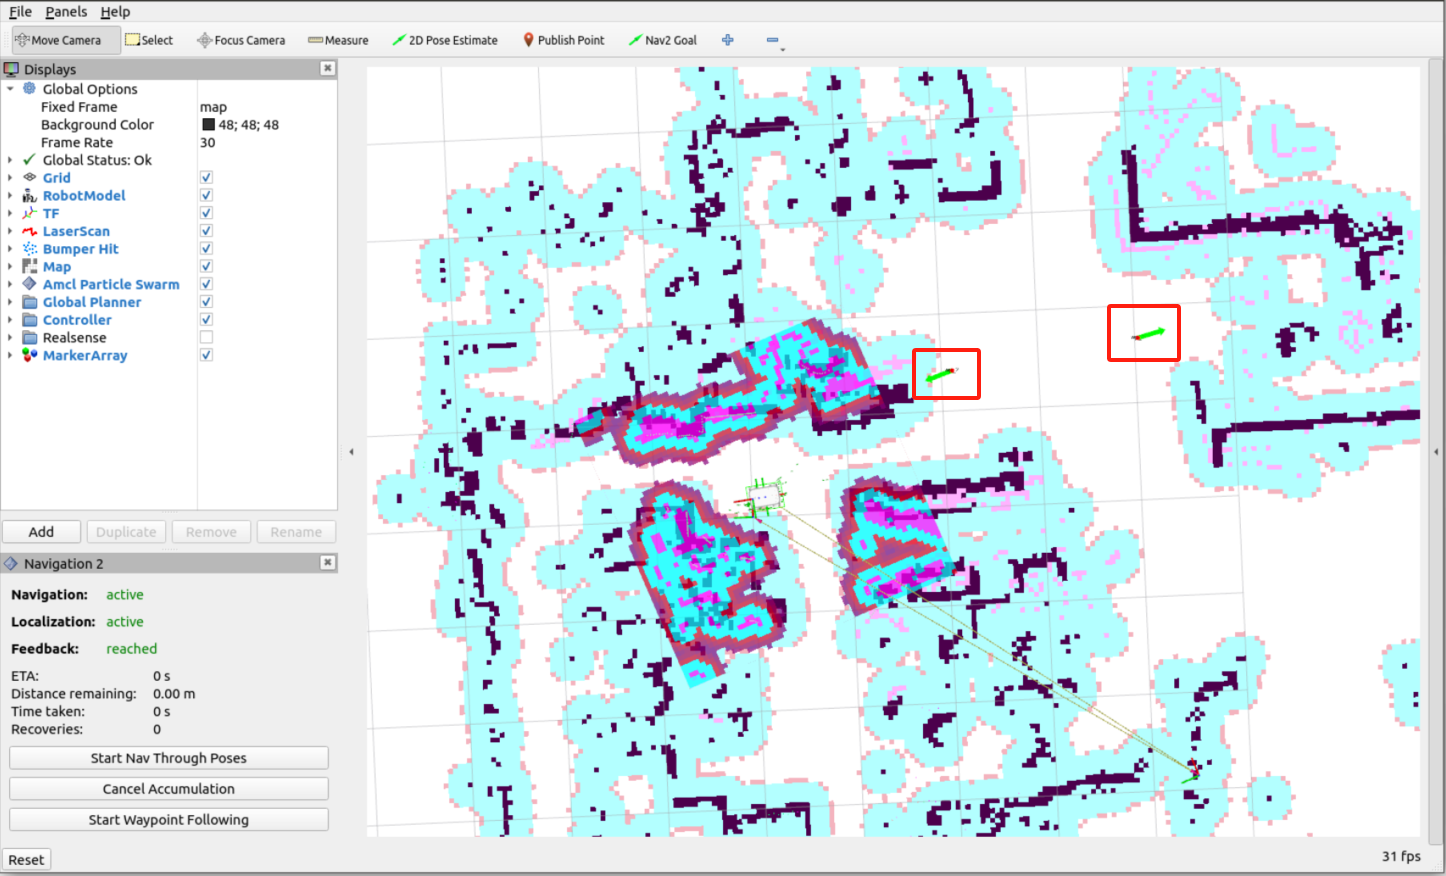 File Panels Help
Move Camera Select Focus Camera Measure 2D Pose Estimate Publish Point Nav2 Goal
Displays
Global Options
Fixed Frame map
Background Color 48; 48; 48
Frame Rate 30
Global Status: Ok
Grid
RobotModel
TF
LaserScan
Bumper Hit
Map
Amcl Particle Swarm
Global Planner
Controller
Realsense
MarkerArray
Add Duplicate Remove Rename
Navigation 2
Navigation: active
Localization: active
Feedback: reached
ETA: 0 s
Distance remaining: 0.00 m
Time taken: 0 s
Recoveries: 0
Start Nav Through Poses
Cancel Accumulation
Start Waypoint Following
Reset 31 fps